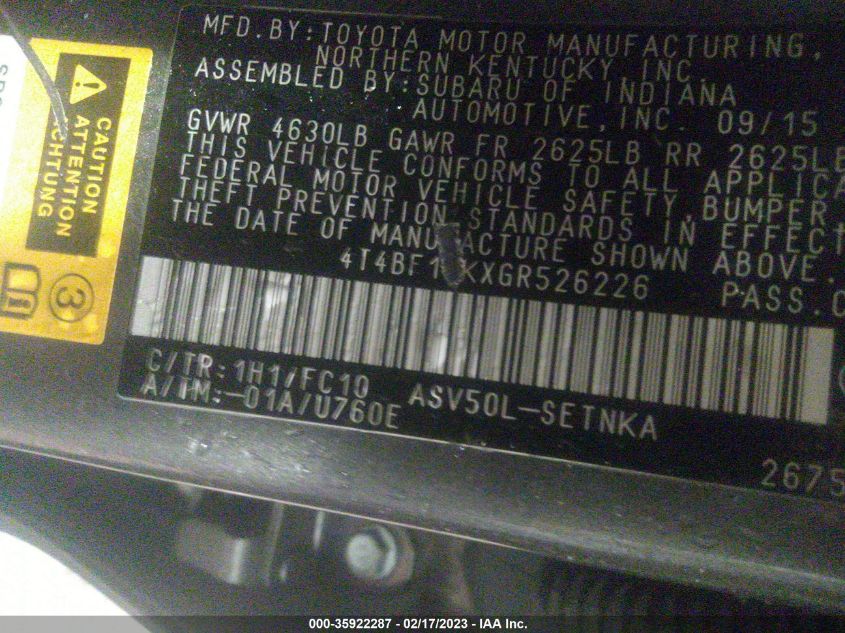 MFD.BY:TOYOTA MOTOR MANUFACTURING,
NORTHERN KENTUCKY, INC.
ASSEMBLED BY:SUBARU OF INDIANA
AUTOMOTIVE, INC. 09/15
GVWR 4630LB GAWR FR 2625LB RR 2625LB
THIS VEHICLE CONFORMS TO ALL APPLICA
FEDERAL MOTOR VEHICLE SAFETY, BUMPER
THEFT PREVENTION STANDARDS IN EFFECT
THE DATE OF MANUFACTURE SHOWN ABOVE.
PASS.C
C/TR:1H1/FC10 ASV50L-SETNKA
A/TM:-01A/U760E
2675
CAUTION
ATTENTION
ACHTUNG
3
000-35922287 - 02/17/2023 - IAA Inc.